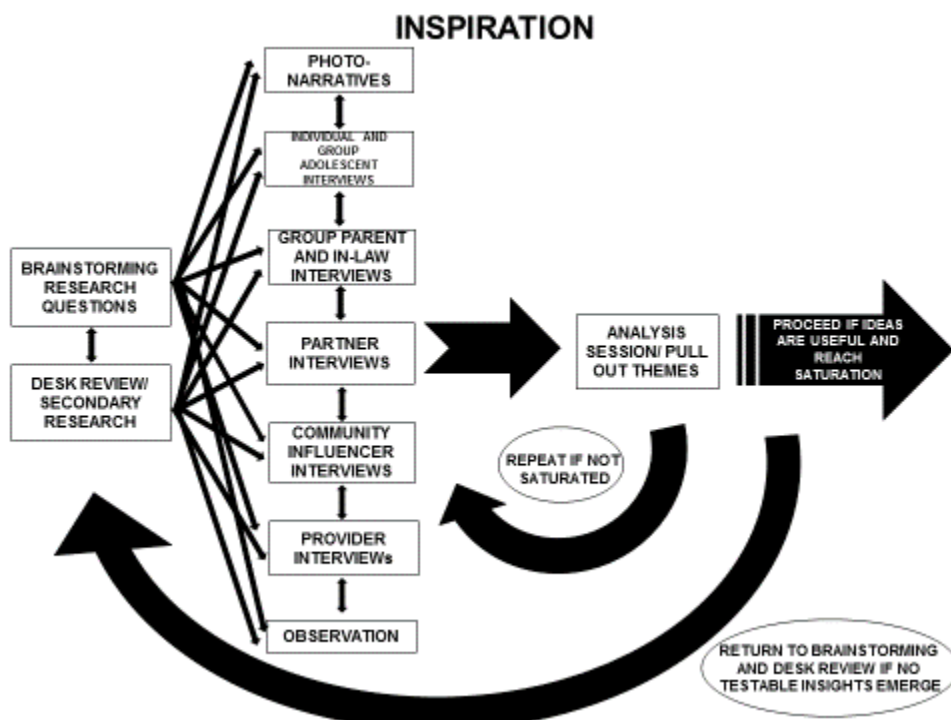 INSPIRATION
PHOTO-
NARRATIVES
INDIVIDUAL AND
GROUP
ADOLESCENT
INTERVIEWS
GROUP PARENT
AND IN-LAW
INTERVIEWS
BRAINSTORMING
RESEARCH
QUESTIONS
PARTNER
INTERVIEWS
DESK REVIEW/
SECONDARY
RESEARCH
COMMUNITY
INFLUENCER
INTERVIEWS
PROVIDER
INTERVIEWs
OBSERVATION
ANALYSIS
SESSION/ PULL
OUT THEMES
PROCEED IF IDEAS
ARE USEFUL AND
REACH
SATURATION
REPEAT IF NOT
SATURATED
RETURN TO BRAINSTORMING
AND DESK REVIEW IF NO
TESTABLE INSIGHTS EMERGE